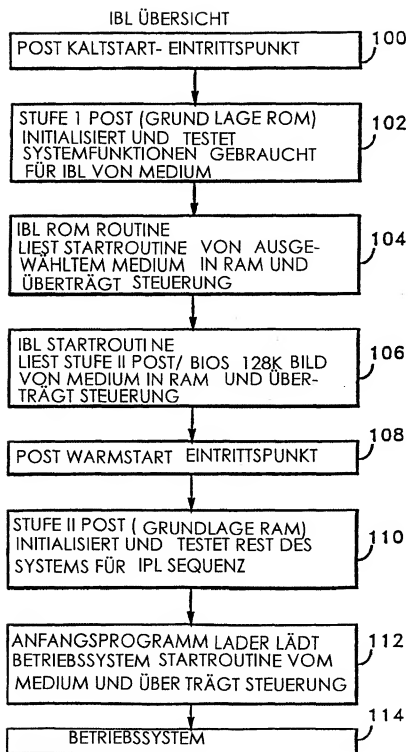 IBL ÜBERSICHT
POST KALTSTART- EINTRITTSPUNKT
100
STUFE 1 POST (GRUND LAGE ROM)
INITIALISIERT UND TESTET
SYSTEMFUNKTIONEN GEBRAUCHT
FÜR IBL VON MEDIUM
102
IBL ROM ROUTINE
LIEST STARTROUTINE VON AUSGE-
WÄHLTEM MEDIUM IN RAM UND
ÜBERTRÄGT STEUERUNG
104
IBL STARTROUTINE
LIEST STUFE II POST/ BIOS 128K BILD
VON MEDIUM IN RAM UND ÜBER-
TRÄGT STEUERUNG
106
POST WARMSTART EINTRITTSPUNKT
108
STUFE II POST ( GRUNDLAGE RAM)
INITIALISIERT UND TESTET REST DES
SYSTEMS FÜR IPL SEQUENZ
110
ANFANGSPROGRAMM LADER LÄDT
BETRIEBSSYSTEM STARTROUTINE VOM
MEDIUM UND ÜBER TRÄGT STEUERUNG
112
BETRIEBSSYSTEM
114